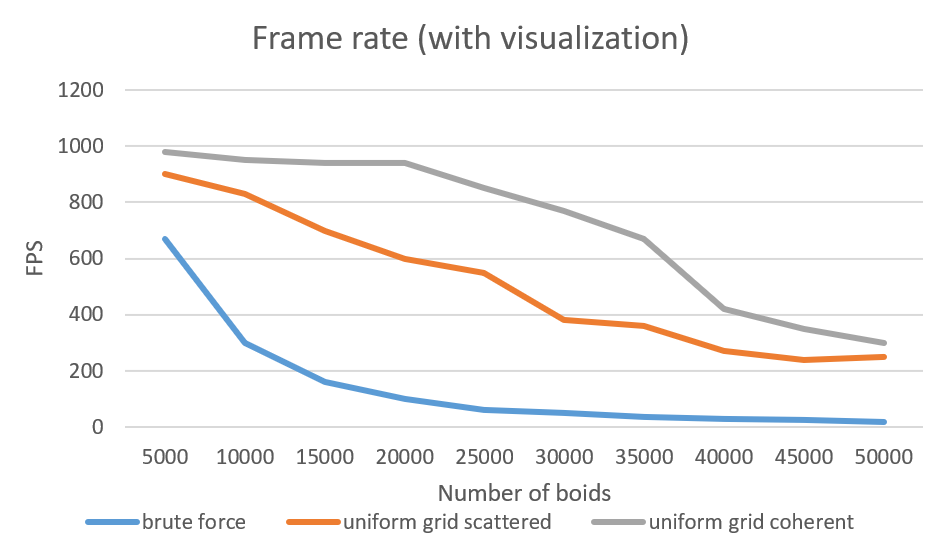 Frame rate (with visualization)
1200
1000
800
600
400
200
0
FPS
5000 10000 15000 20000 25000 30000 35000 40000 45000 50000
Number of boids
brute force uniform grid scattered uniform grid coherent